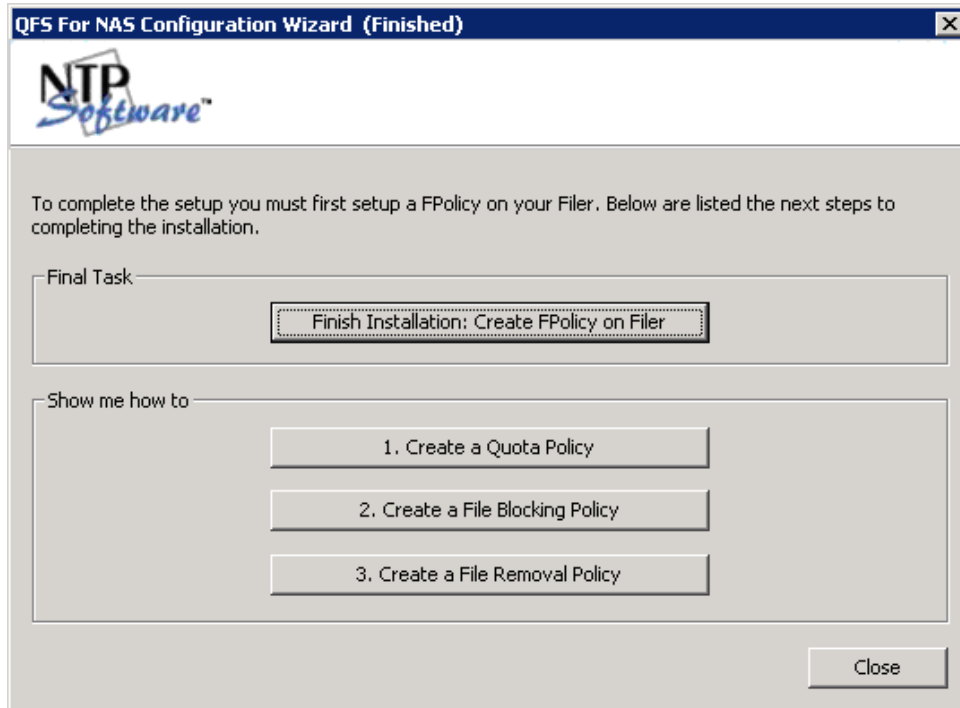 QFS For NAS Configuration Wizard (Finished)
NTP
Software™
To complete the setup you must first setup a FPolicy on your Filer. Below are listed the next steps to
completing the installation.
Final Task
Finish Installation: Create FPolicy on Filer
Show me how to
1. Create a Quota Policy
2. Create a File Blocking Policy
3. Create a File Removal Policy
Close